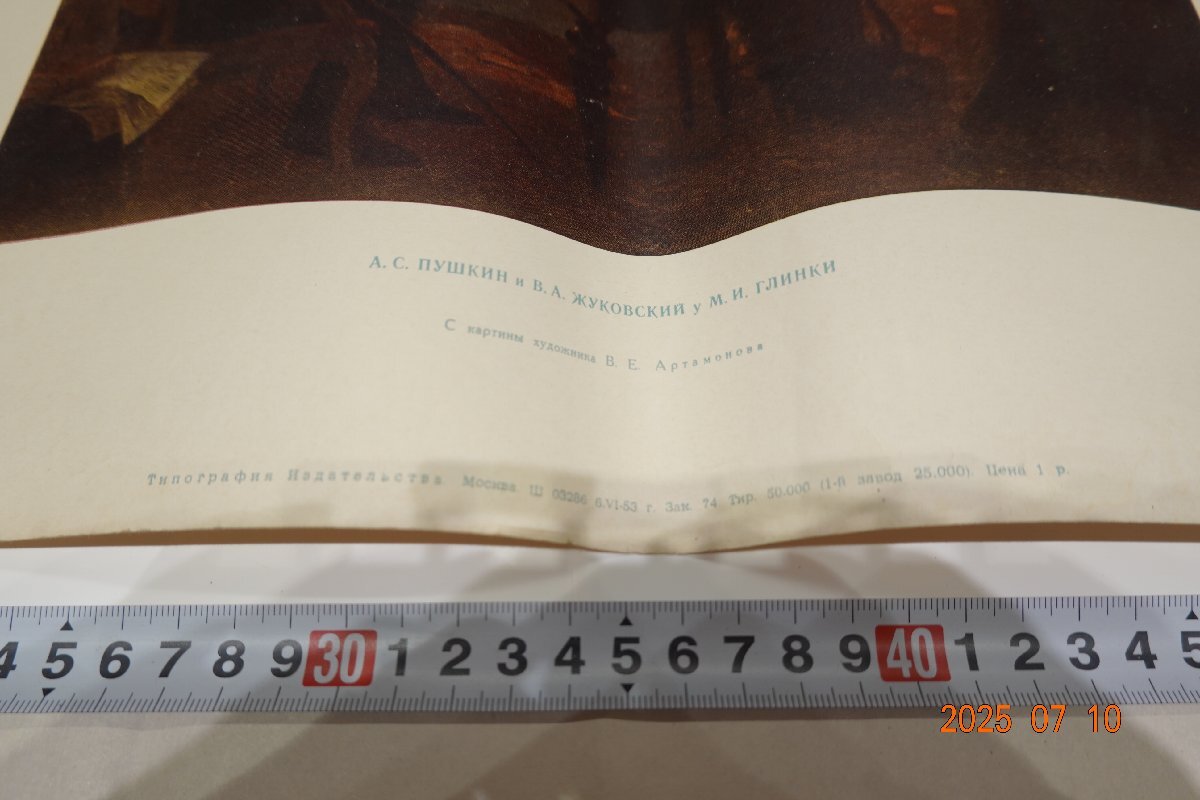 А. С. ПУШКИН и В. А. ЖУКОВСКИЙ у М. И. ГЛИНКИ
С картины художника В. Е. Артамонова
Типография Издательства. Москва. Ш 03286 6.VI-53 г. Зак. 74 Тир. 50.000 (1-й завод 25.000). Цена 1 р.
4 5 6 7 8 9 30 1 2 3 4 5 6 7 8 9 40 1 2 3 4 5
2025 07 10